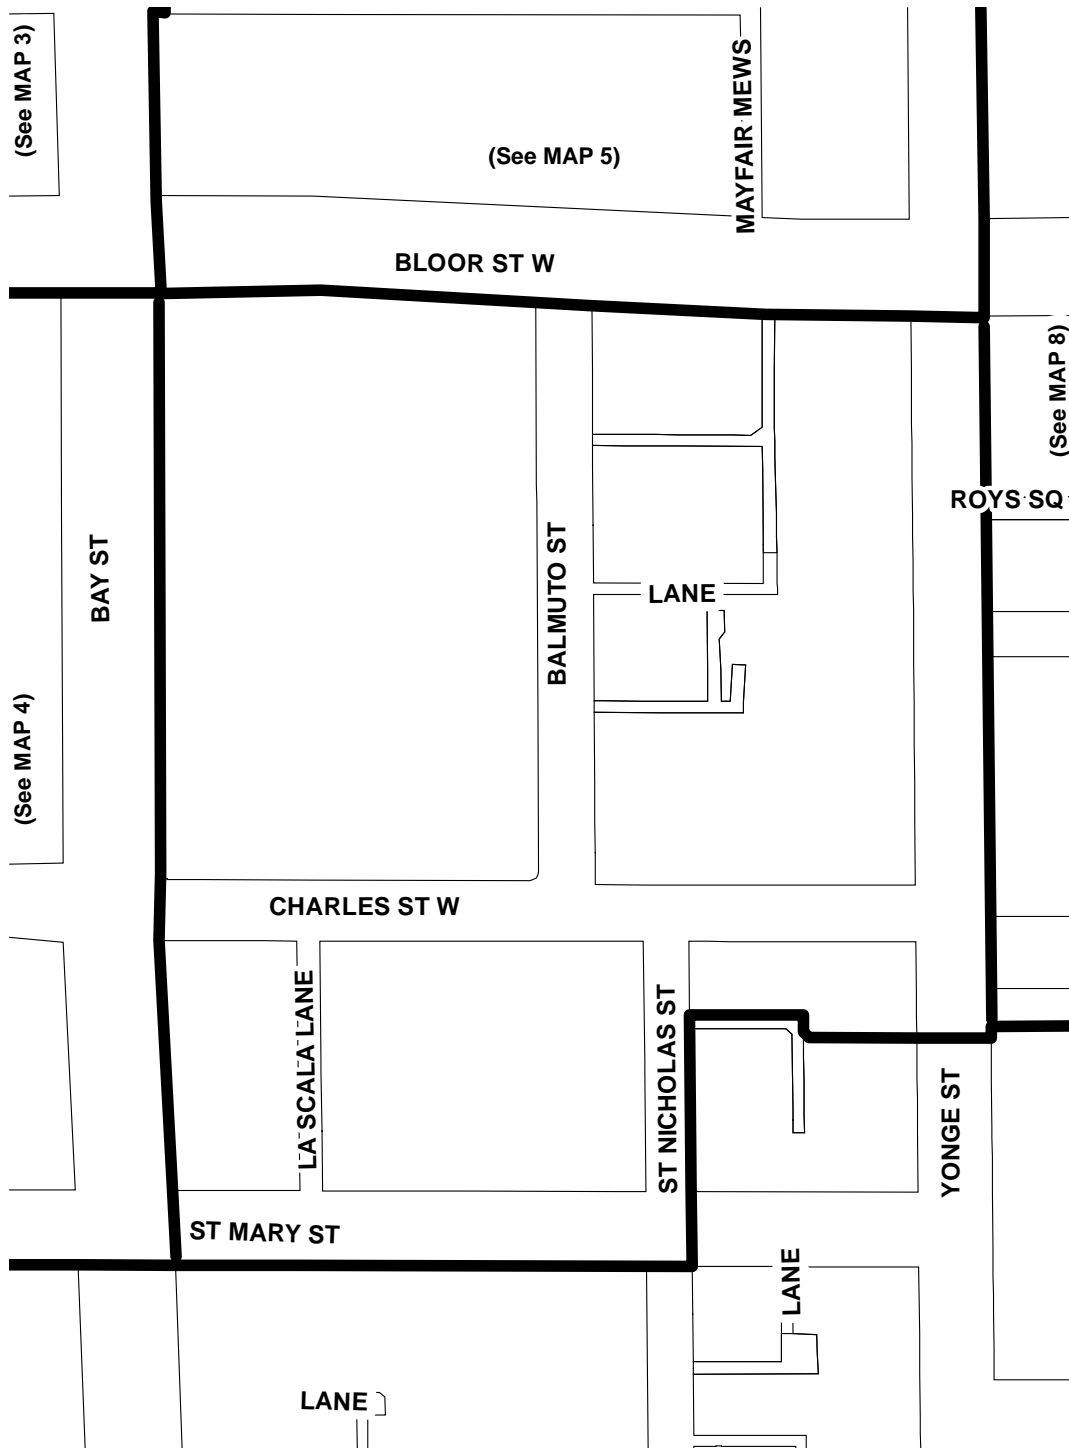 (See MAP 3)
MAYFAIR MEWS
(See MAP 5)
BLOOR ST W
(See MAP 8)
ROYS SQ
BAY ST
BALMUTO ST
LANE
(See MAP 4)
CHARLES ST W
LA SCALA LANE
ST NICHOLAS ST
YONGE ST
ST MARY ST
LANE
LANE